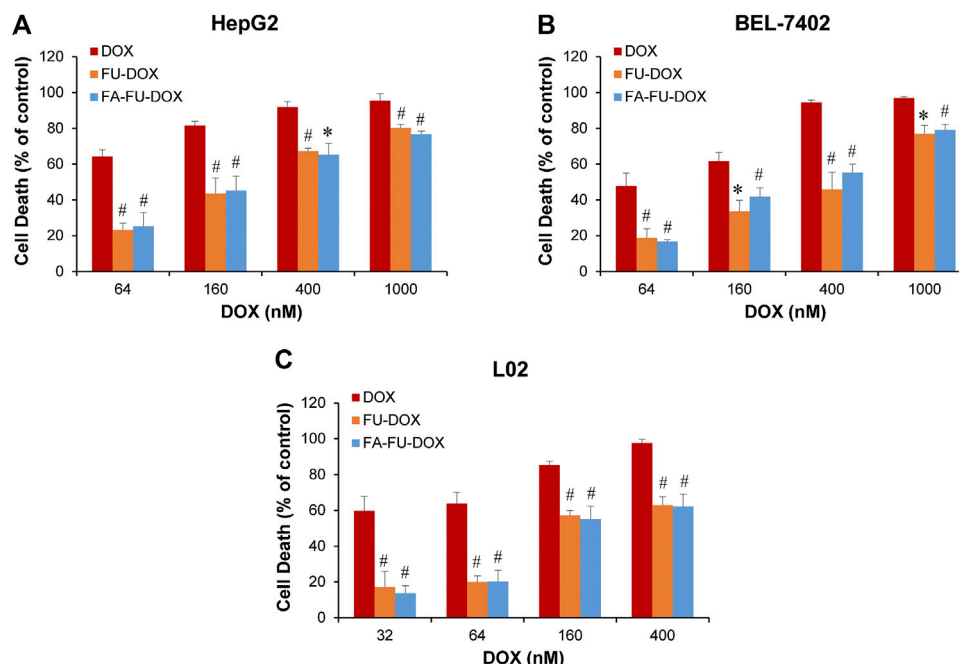 A
HepG2
DOX
FU-DOX
FA-FU-DOX
Cell Death (% of control)
120
100
80
60
40
20
0
# # # # # * # #
64 160 400 1000
DOX (nM)
B
BEL-7402
DOX
FU-DOX
FA-FU-DOX
Cell Death (% of control)
120
100
80
60
40
20
0
# # * # # # * #
64 160 400 1000
DOX (nM)
C
L02
DOX
FU-DOX
FA-FU-DOX
Cell Death (% of control)
120
100
80
60
40
20
0
# # # # # # # #
32 64 160 400
DOX (nM)